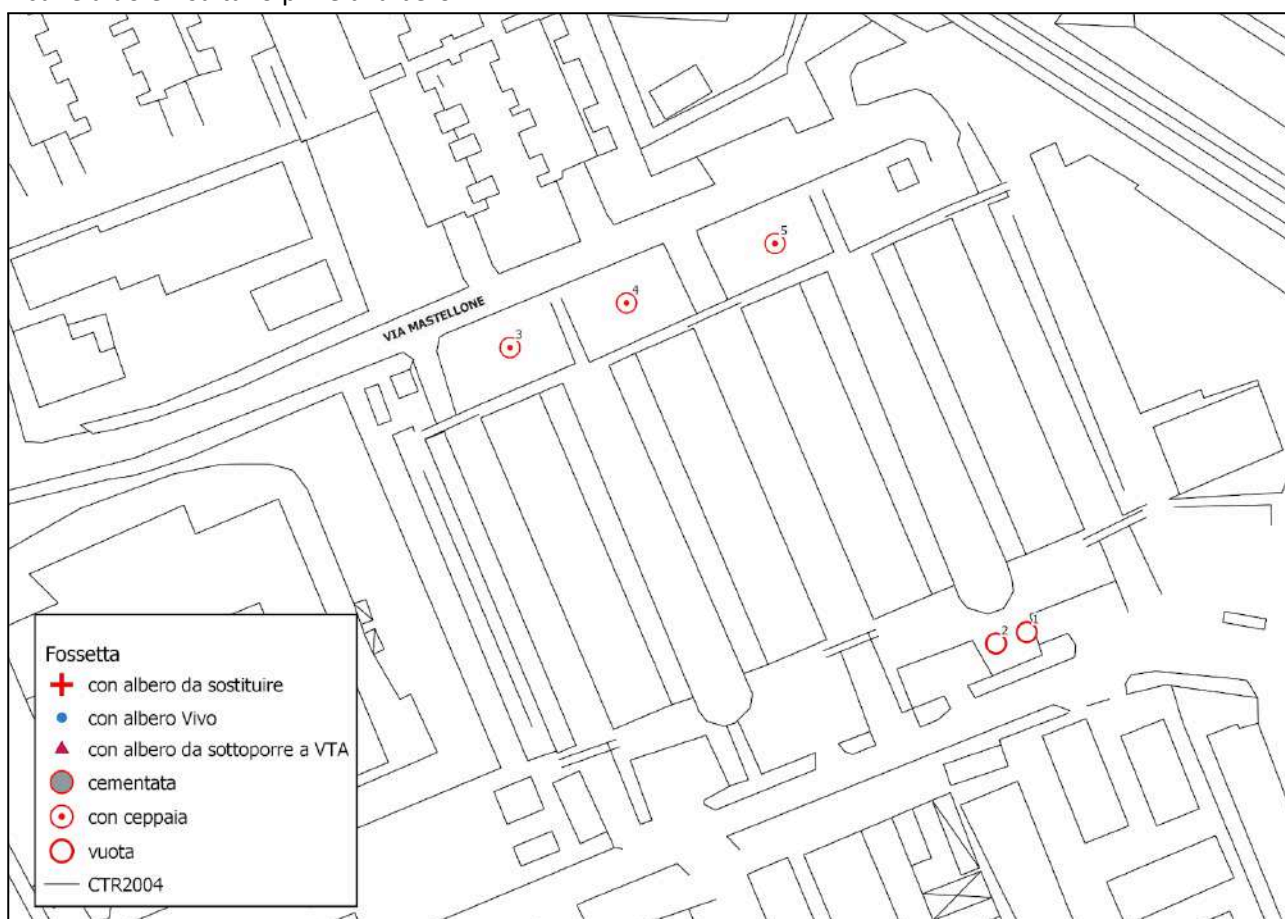 5
4
VIA MASTELLONE
3
2
1
Fossetta
con albero da sostituire
con albero Vivo
con albero da sottoporre a VTA
cementata
con ceppaia
vuota
CTR2004